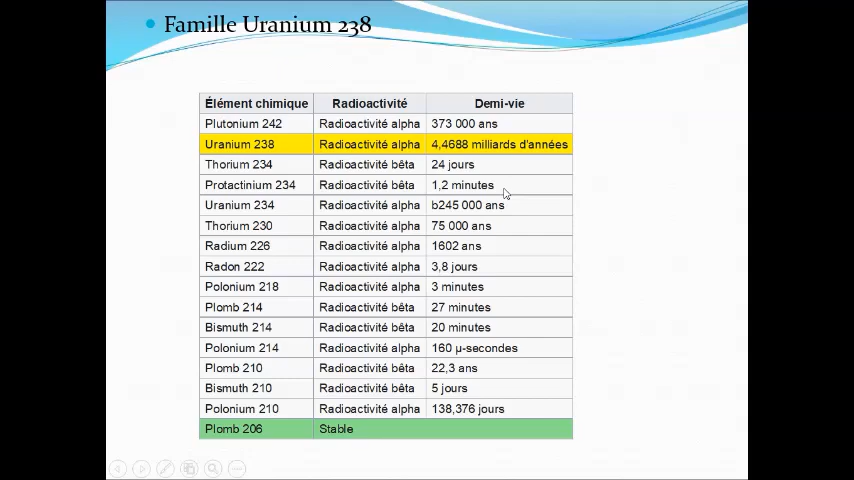 Famille Uranium 238
Élément chimique Radioactivité Demi-vie
Plutonium 242 Radioactivité alpha 373 000 ans
Uranium 238 Radioactivité alpha 4,4688 milliards d'années
Thorium 234 Radioactivité bêta 24 jours
Protactinium 234 Radioactivité bêta 1,2 minutes
Uranium 234 Radioactivité alpha b245 000 ans
Thorium 230 Radioactivité alpha 75 000 ans
Radium 226 Radioactivité alpha 1602 ans
Radon 222 Radioactivité alpha 3,8 jours
Polonium 218 Radioactivité alpha 3 minutes
Plomb 214 Radioactivité bêta 27 minutes
Bismuth 214 Radioactivité bêta 20 minutes
Polonium 214 Radioactivité alpha 160 µ-secondes
Plomb 210 Radioactivité bêta 22,3 ans
Bismuth 210 Radioactivité bêta 5 jours
Polonium 210 Radioactivité alpha 138,376 jours
Plomb 206 Stable